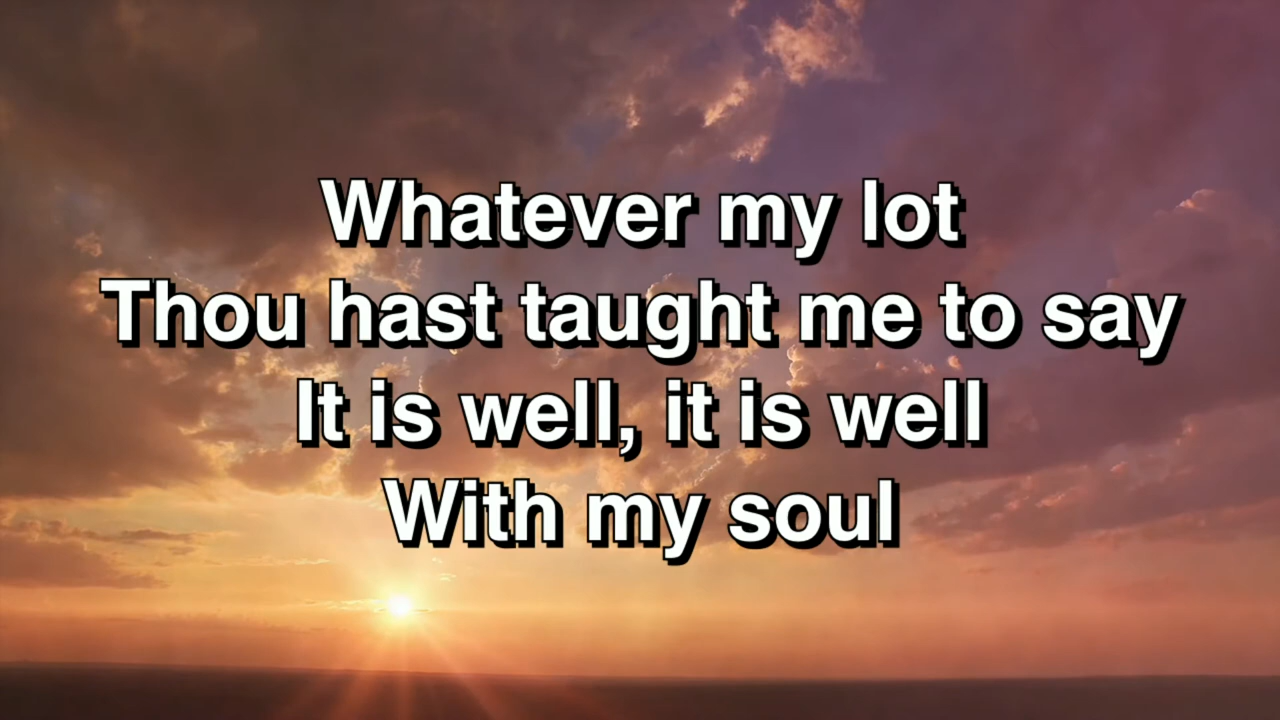 Whatever my lot
Thou hast taught me to say
It is well, it is well
With my soul